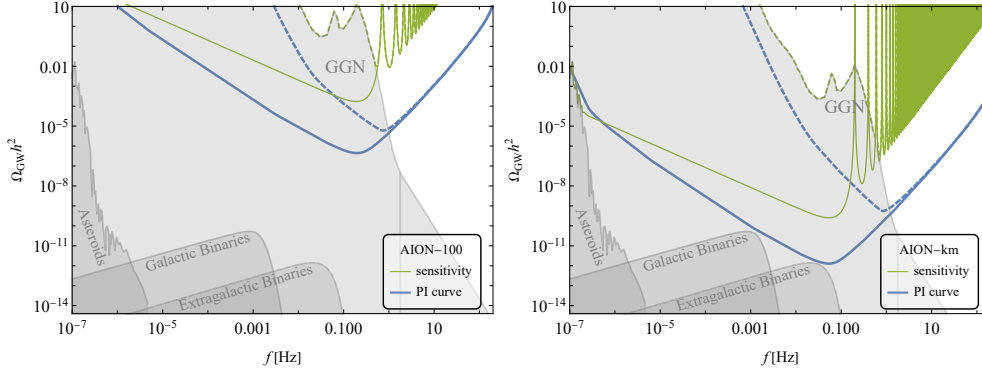 10
0.01
10⁻⁵
10⁻⁸
10⁻¹¹
10⁻¹⁴
Ω_GW h²
GGN
Asteroids
Galactic Binaries
Extragalactic Binaries
AION-100
sensitivity
PI curve
10⁻⁷
10⁻⁵
0.001
0.100
10
f[Hz]
10
0.01
10⁻⁵
10⁻⁸
10⁻¹¹
10⁻¹⁴
Ω_GW h²
GGN
Asteroids
Galactic Binaries
Extragalactic Binaries
AION-km
sensitivity
PI curve
10⁻⁷
10⁻⁵
0.001
0.100
10
f[Hz]